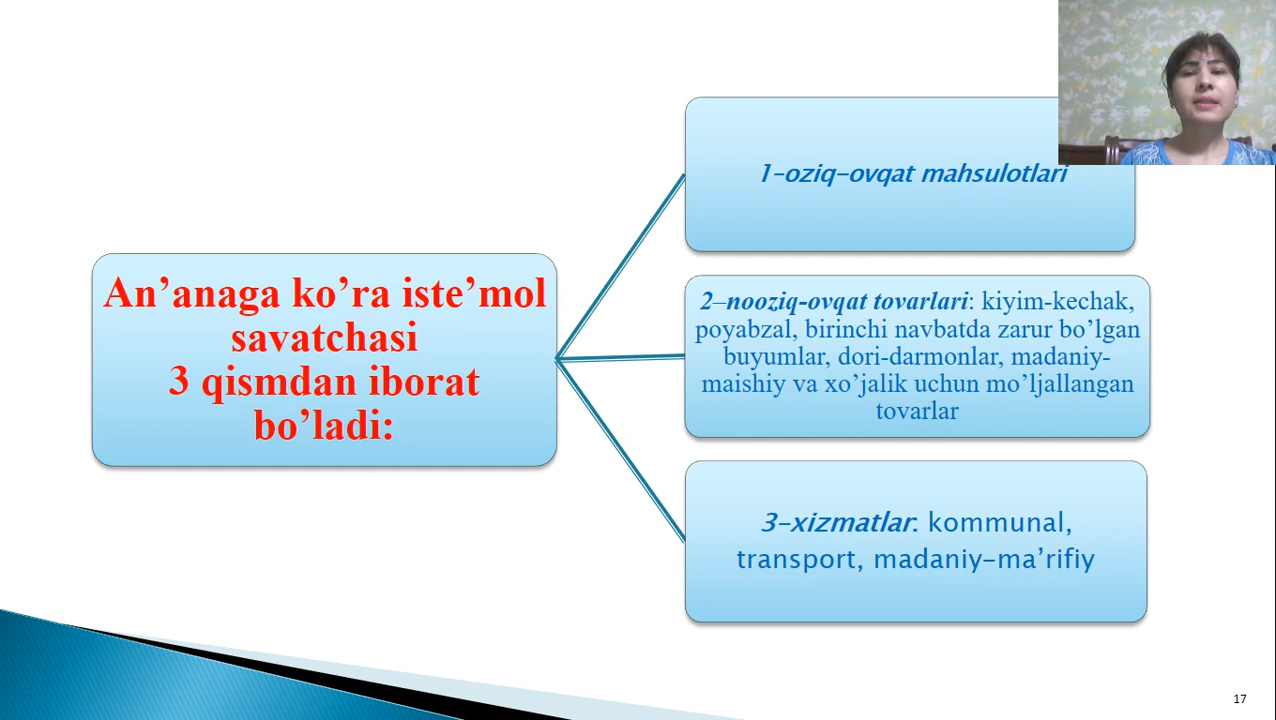 An’anaga ko’ra iste’mol
savatchasi
3 qismdan iborat
bo’ladi:
1-oziq-ovqat mahsulotlari
2–nooziq-ovqat tovarlari: kiyim-kechak,
poyabzal, birinchi navbatda zarur bo’lgan
buyumlar, dori-darmonlar, madaniy-
maishiy va xo’jalik uchun mo’ljallangan
tovarlar
3-xizmatlar: kommunal,
transport, madaniy-ma’rifiy
17